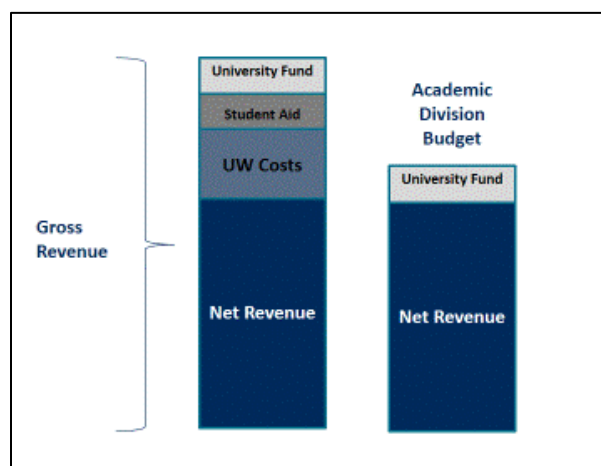 Gross
Revenue
University Fund
Student Aid
UW Costs
Net Revenue
Academic
Division
Budget
University Fund
Net Revenue